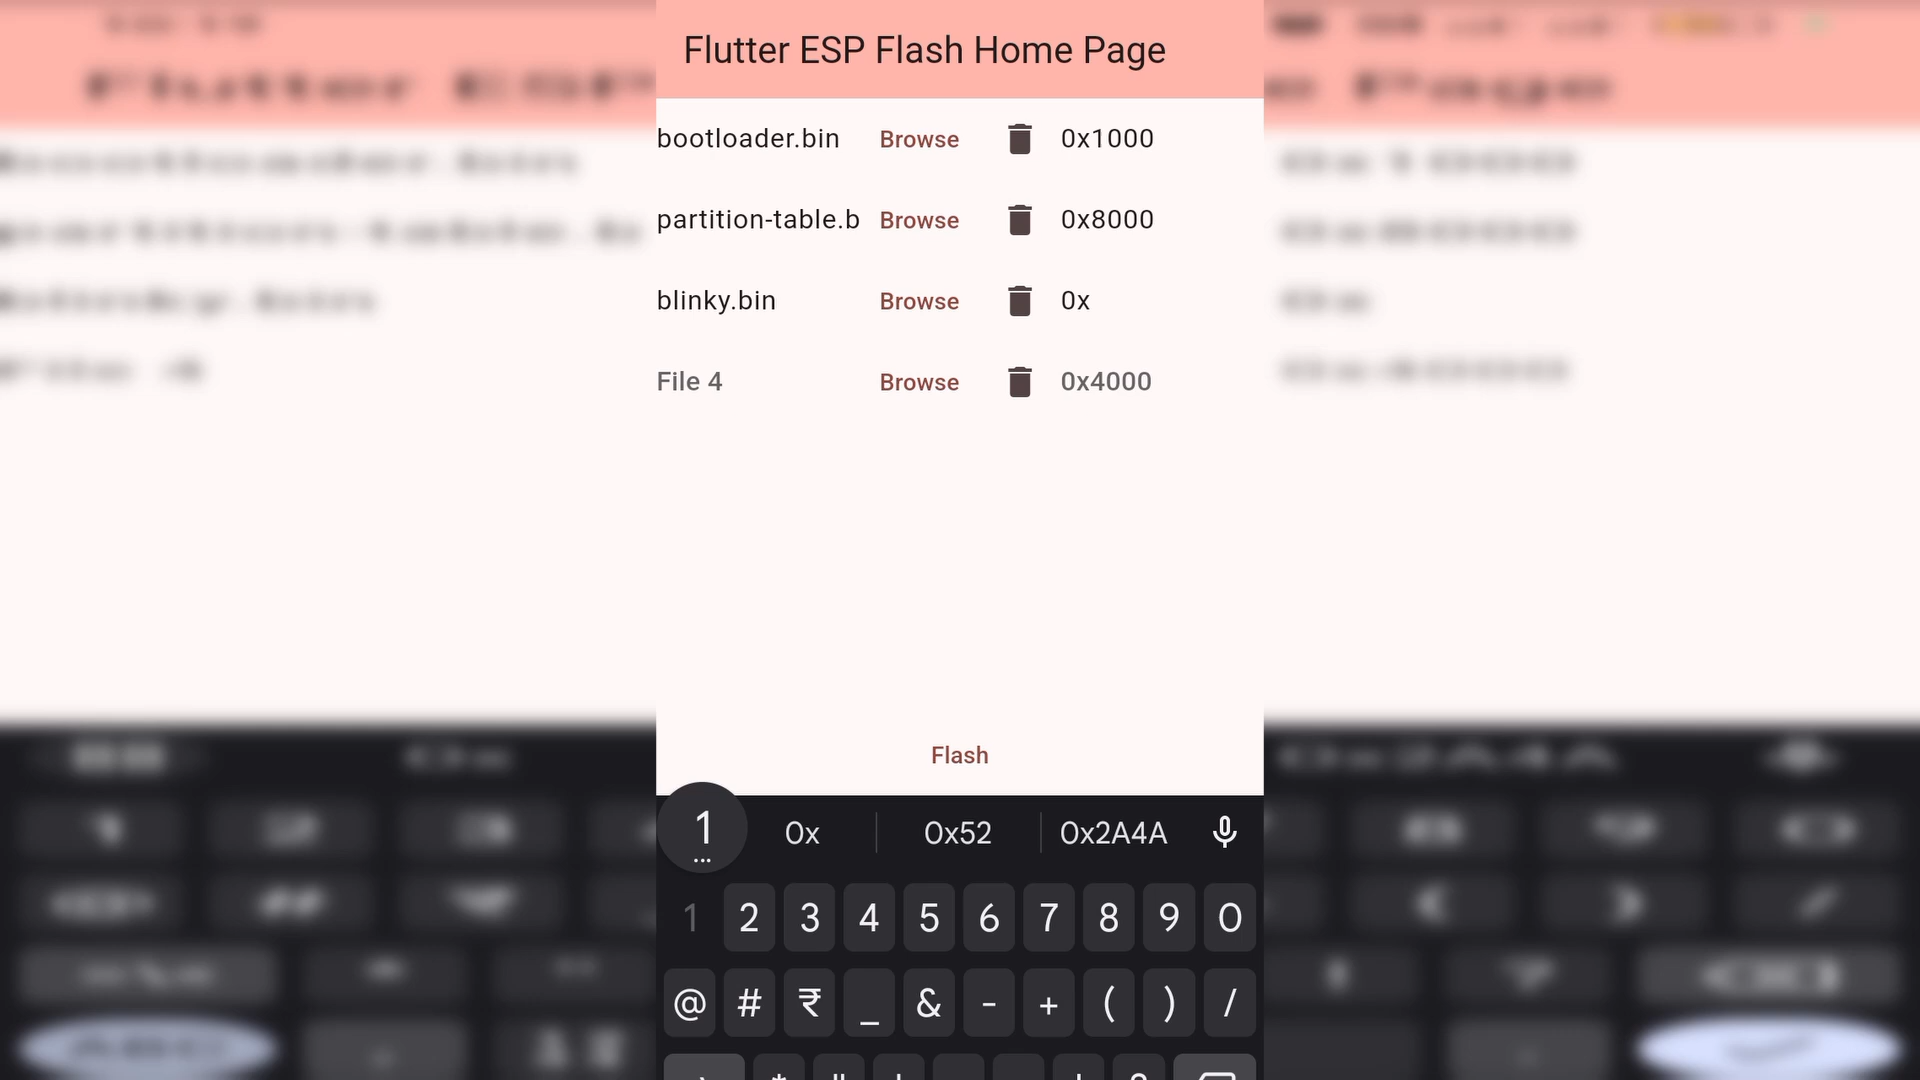 Flutter ESP Flash Home Page
bootloader.bin Browse 0x1000
partition-table.b Browse 0x8000
blinky.bin Browse 0x
File 4 Browse 0x4000
Flash
1 0x 0x52 0x2A4A
1 2 3 4 5 6 7 8 9 0
@ # ₹ _ & - + ( ) /